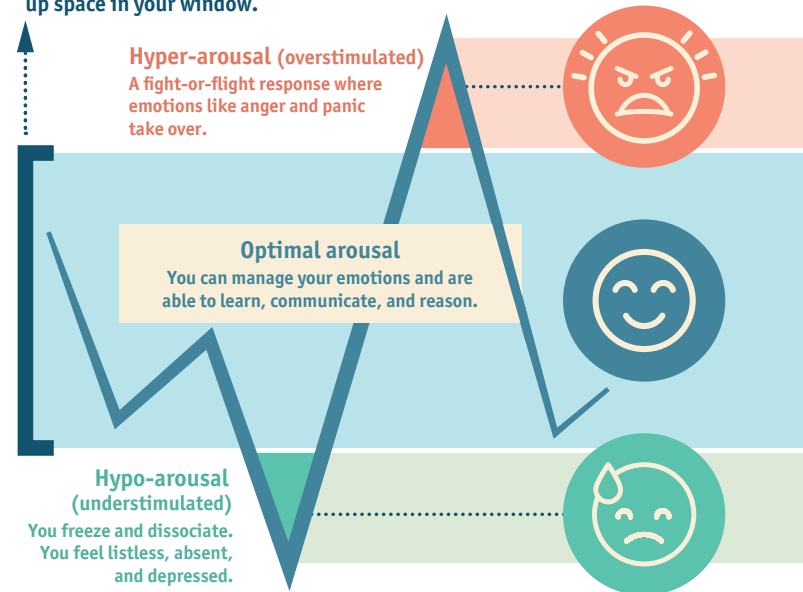 up space in your window.
Hyper-arousal (overstimulated)
A fight-or-flight response where
emotions like anger and panic
take over.
Optimal arousal
You can manage your emotions and are
able to learn, communicate, and reason.
Hypo-arousal
(understimulated)
You freeze and dissociate.
You feel listless, absent,
and depressed.